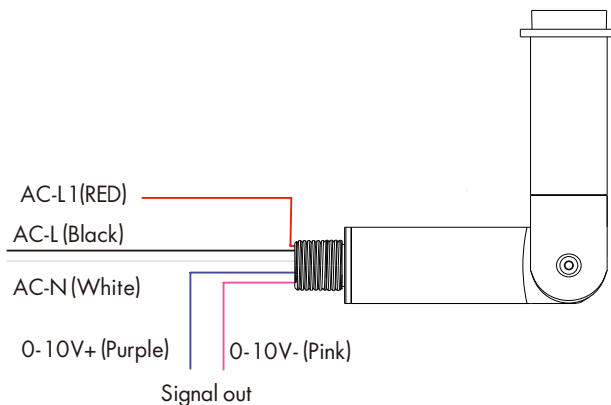 AC-L1(RED)
AC-L (Black)
AC-N (White)
0-10V+ (Purple)
0-10V- (Pink)
Signal out